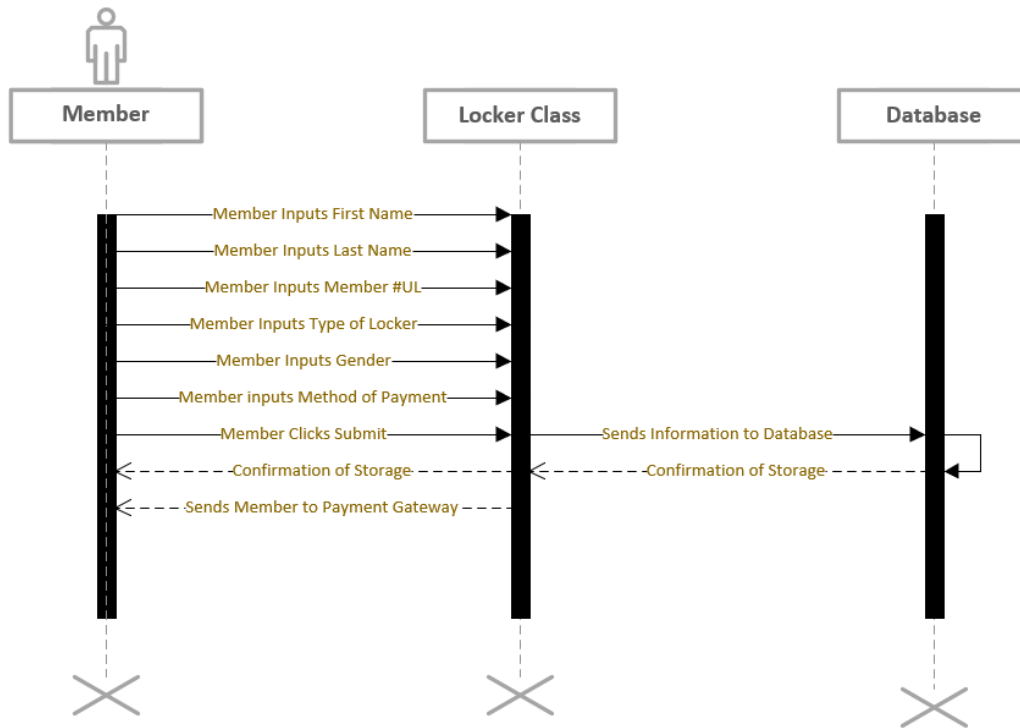 Member
Locker Class
Database
Member Inputs First Name
Member Inputs Last Name
Member Inputs Member #UL
Member Inputs Type of Locker
Member Inputs Gender
Member inputs Method of Payment
Member Clicks Submit
Sends Information to Database
Confirmation of Storage
Confirmation of Storage
Sends Member to Payment Gateway